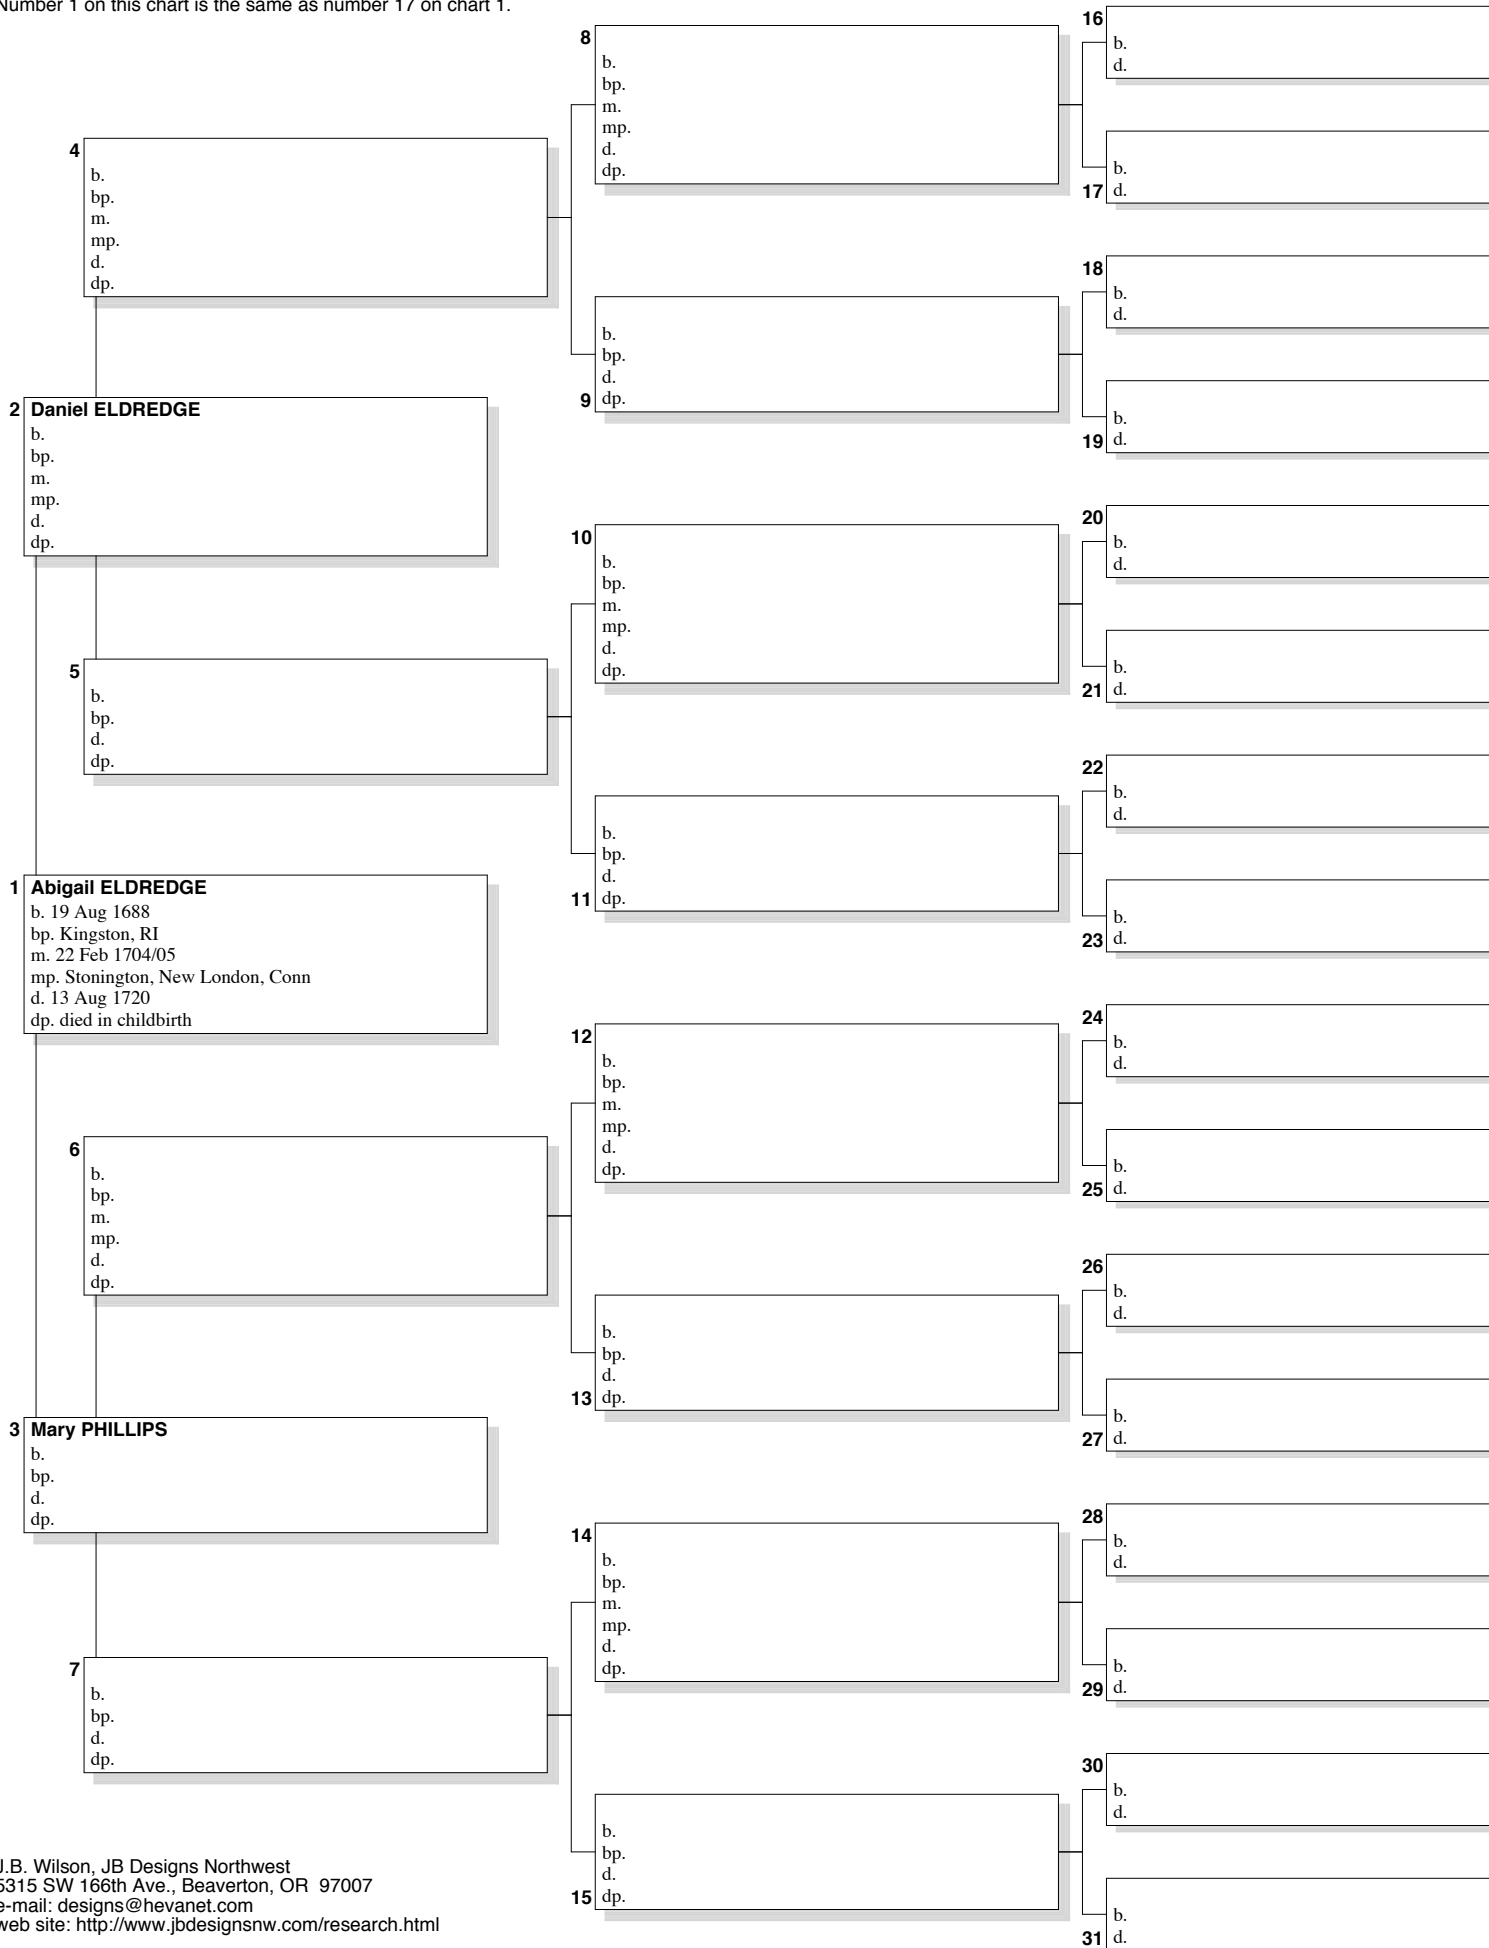 Number 1 on this chart is the same as number 17 on chart 1.
16
b.
d.
8
b.
bp.
m.
mp.
d.
dp.
4
b.
bp.
m.
mp.
d.
dp.
b.
17 d.
18
b.
d.
b.
bp.
d.
9 dp.
b.
19 d.
2 Daniel ELDREDGE
b.
bp.
m.
mp.
d.
dp.
20
b.
d.
10
b.
bp.
m.
mp.
d.
dp.
b.
21 d.
5
b.
bp.
d.
dp.
22
b.
d.
b.
bp.
d.
11 dp.
b.
23 d.
1 Abigail ELDREDGE
b. 19 Aug 1688
bp. Kingston, RI
m. 22 Feb 1704/05
mp. Stonington, New London, Conn
d. 13 Aug 1720
dp. died in childbirth
24
b.
d.
12
b.
bp.
m.
mp.
d.
dp.
b.
25 d.
6
b.
bp.
m.
mp.
d.
dp.
26
b.
d.
b.
bp.
d.
13 dp.
b.
27 d.
3 Mary PHILLIPS
b.
bp.
d.
dp.
28
b.
d.
14
b.
bp.
m.
mp.
d.
dp.
b.
29 d.
7
b.
bp.
d.
dp.
30
b.
d.
b.
bp.
d.
15 dp.
b.
31 d.
J.B. Wilson, JB Designs Northwest
5315 SW 166th Ave., Beaverton, OR 97007
e-mail: designs@hevanet.com
web site: http://www.jbdesignsnw.com/research.html